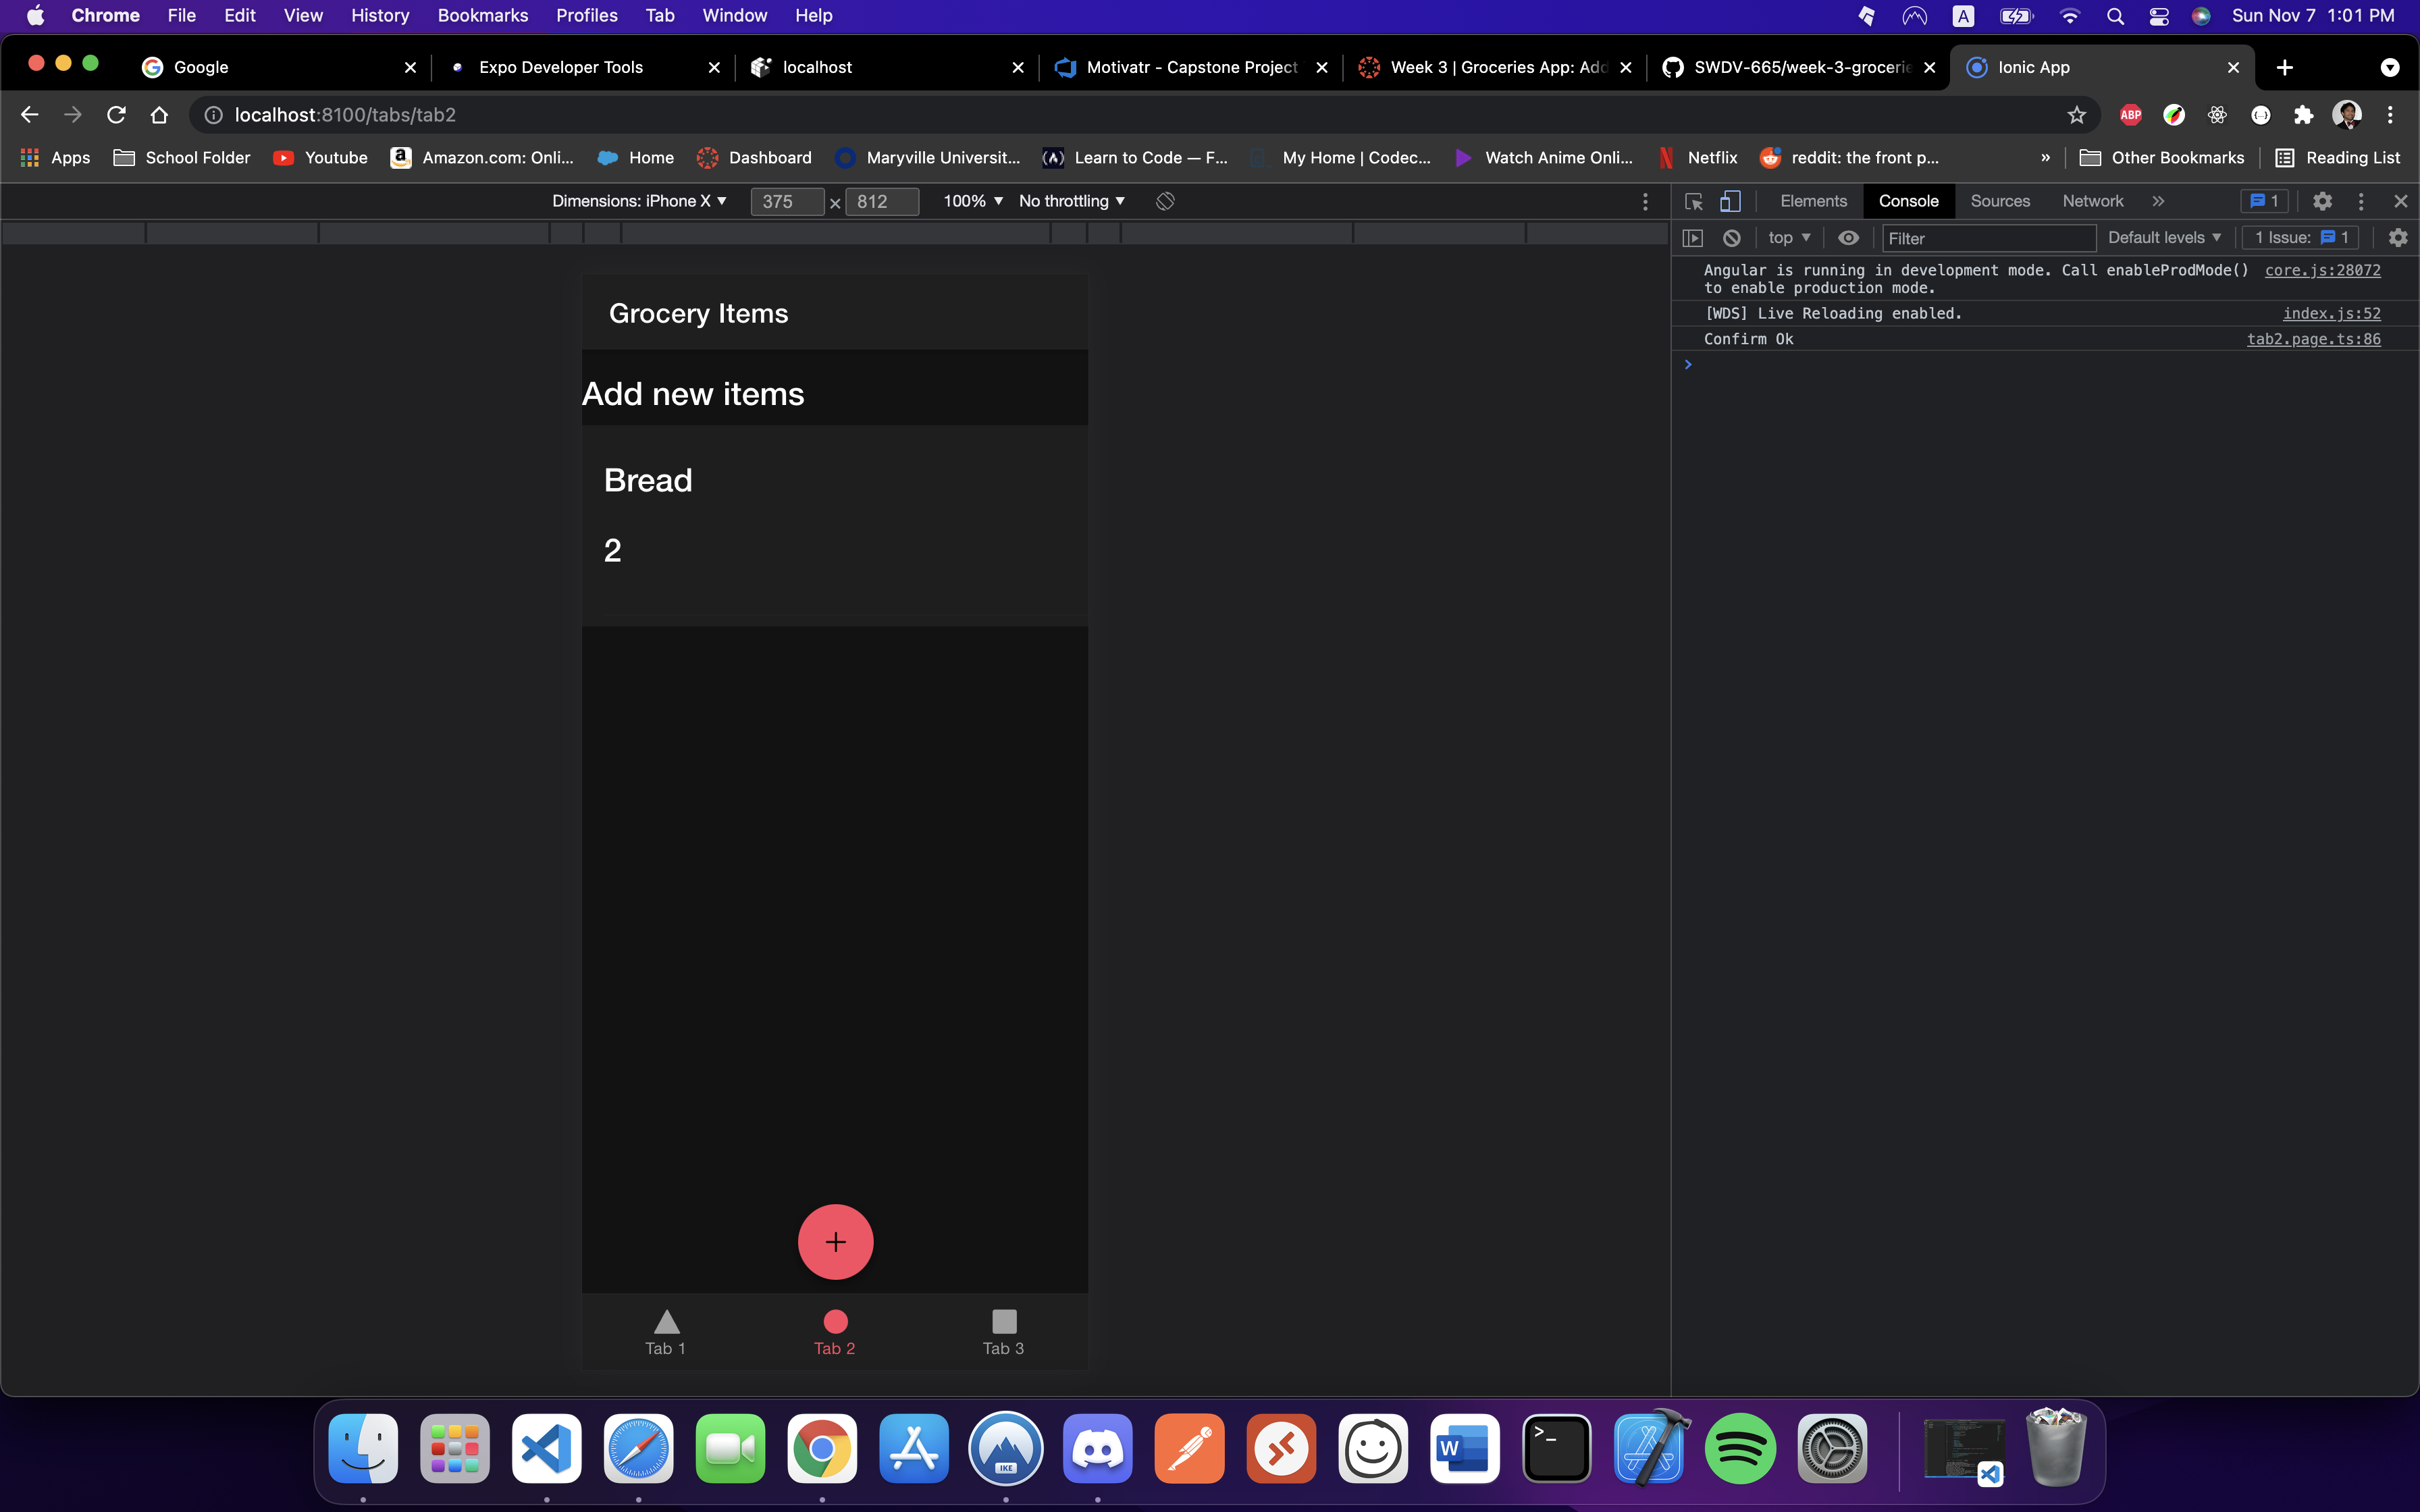 Chrome File Edit View History Bookmarks Profiles Tab Window Help A Sun Nov 7 1:01 PM
Google Expo Developer Tools localhost Motivatr - Capstone Project Week 3 | Groceries App: Add SWDV-665/week-3-grocerie Ionic App
localhost:8100/tabs/tab2 ABP
Apps School Folder Youtube Amazon.com: Onli... Home Dashboard Maryville Universit... Learn to Code — F... My Home | Codec... Watch Anime Onli... Netflix reddit: the front p... » Other Bookmarks Reading List
Dimensions: iPhone X 375 × 812 100% No throttling Elements Console Sources Network » 1
top Filter Default levels 1 Issue: 1
Angular is running in development mode. Call enableProdMode() core.js:28072
to enable production mode.
[WDS] Live Reloading enabled. index.js:52
Confirm Ok tab2.page.ts:86
Grocery Items
Add new items
Bread
2
Tab 1 Tab 2 Tab 3
IKE W >_